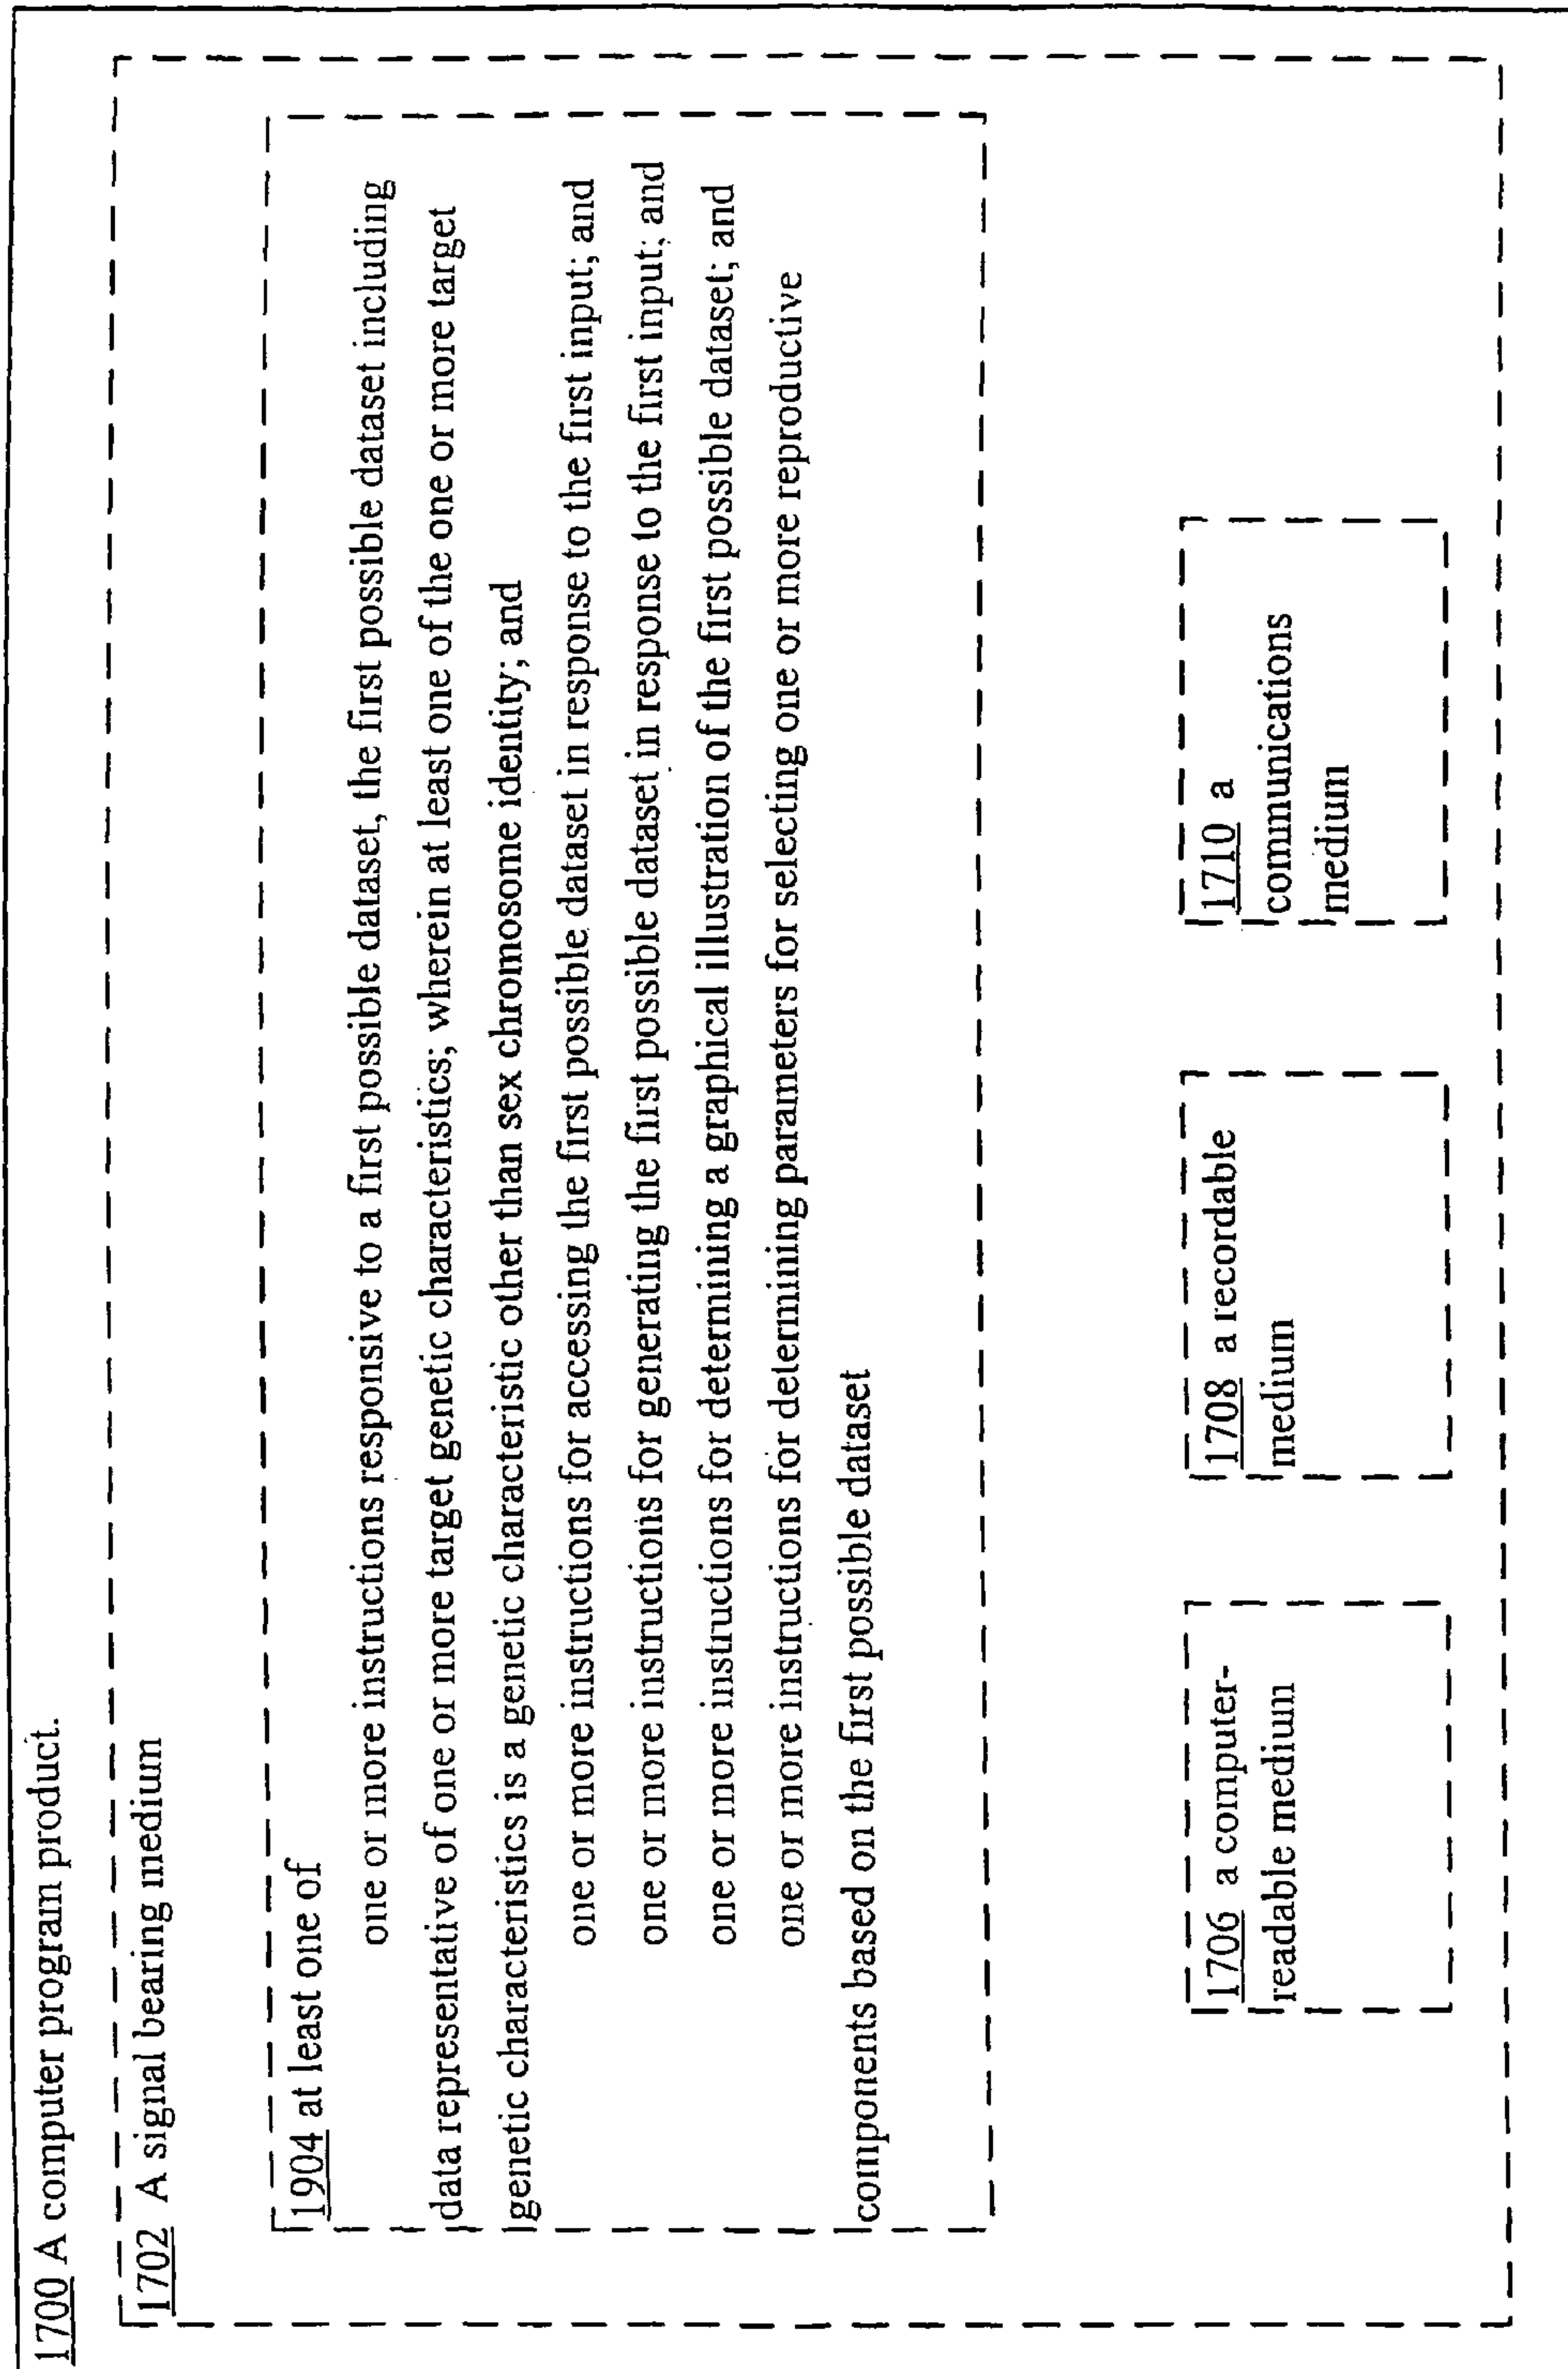 1700 A computer program product.
1702 A signal bearing medium
1904 at least one of
one or more instructions responsive to a first possible dataset, the first possible dataset including
data representative of one or more target genetic characteristics; wherein at least one of the one or more target
genetic characteristics is a genetic characteristic other than sex chromosome identity; and
one or more instructions for accessing the first possible dataset in response to the first input; and
one or more instructions for generating the first possible dataset in response to the first input; and
one or more instructions for determining a graphical illustration of the first possible dataset; and
one or more instructions for determining parameters for selecting one or more reproductive
components based on the first possible dataset
1706 a computer-
readable medium
1708 a recordable
medium
1710 a
communications
medium